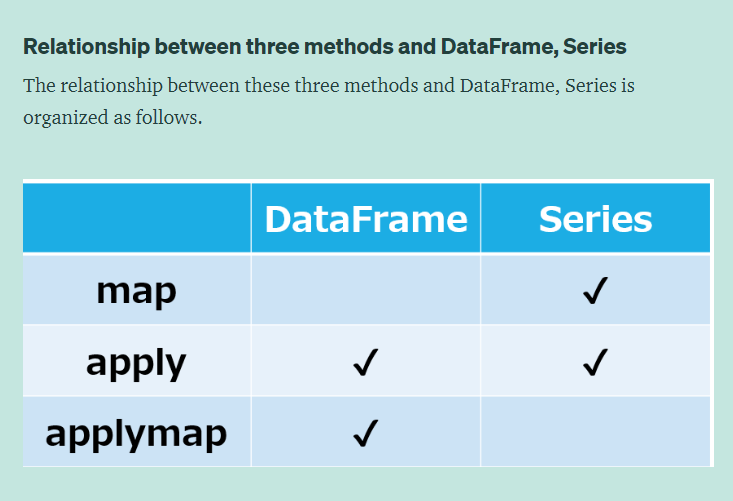 Relationship between three methods and DataFrame, Series
The relationship between these three methods and DataFrame, Series is
organized as follows.
DataFrame Series
map ✓
apply ✓ ✓
applymap ✓